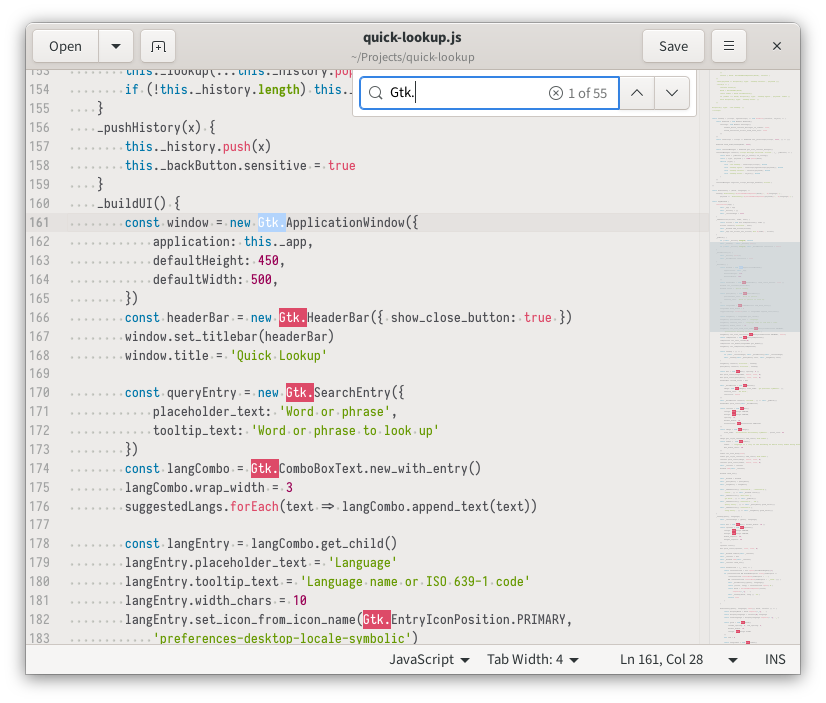 Open
quick-lookup.js
~/Projects/quick-lookup
Save
Gtk.
1 of 55
153 this._lookup(...this._history.pop
154 if (!this._history.length) this.
155 }
156 _pushHistory(x) {
157 this._history.push(x)
158 this._backButton.sensitive = true
159 }
160 _buildUI() {
161 const window = new Gtk.ApplicationWindow({
162 application: this._app,
163 defaultHeight: 450,
164 defaultWidth: 500,
165 })
166 const headerBar = new Gtk.HeaderBar({ show_close_button: true })
167 window.set_titlebar(headerBar)
168 window.title = 'Quick Lookup'
169
170 const queryEntry = new Gtk.SearchEntry({
171 placeholder_text: 'Word or phrase',
172 tooltip_text: 'Word or phrase to look up'
173 })
174 const langCombo = Gtk.ComboBoxText.new_with_entry()
175 langCombo.wrap_width = 3
176 suggestedLangs.forEach(text => langCombo.append_text(text))
177
178 const langEntry = langCombo.get_child()
179 langEntry.placeholder_text = 'Language'
180 langEntry.tooltip_text = 'Language name or ISO 639-1 code'
181 langEntry.width_chars = 10
182 langEntry.set_icon_from_icon_name(Gtk.EntryIconPosition.PRIMARY,
183 'preferences-desktop-locale-symbolic')
JavaScript
Tab Width: 4
Ln 161, Col 28
INS